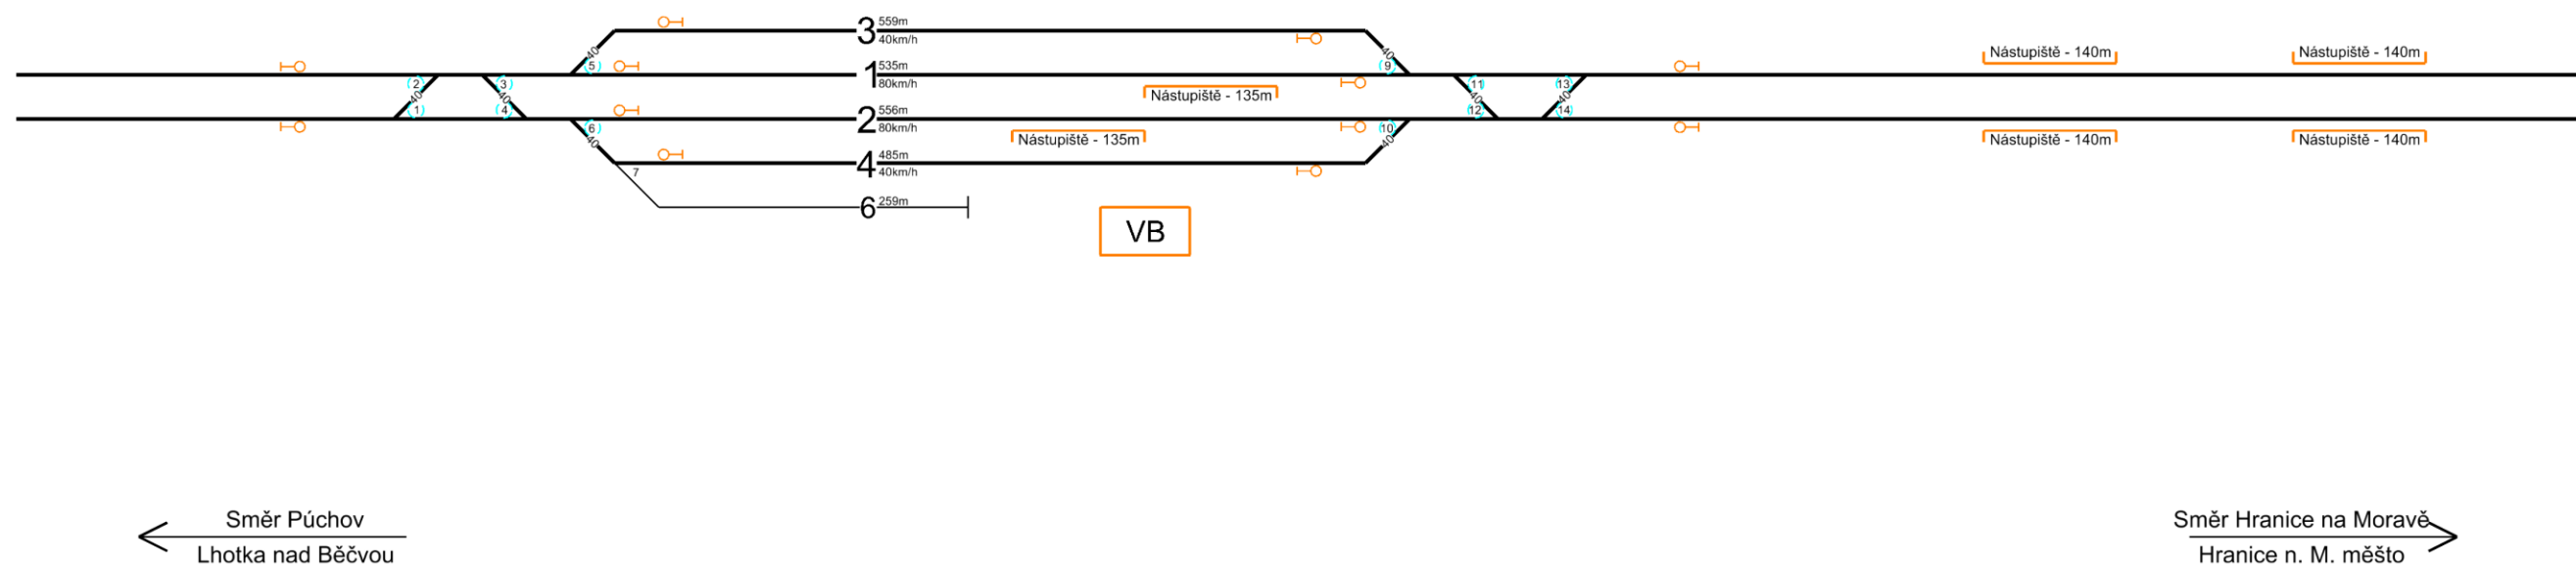 3 559m
40km/h
40
40
Nástupiště - 140m
Nástupiště - 140m
5
9
1 535m
80km/h
2
3
11
13
40
40
40
40
Nástupiště - 135m
1
4
12
14
2 556m
80km/h
6
10
Nástupiště - 135m
Nástupiště - 140m
Nástupiště - 140m
40
40
4 485m
40km/h
7
6 259m
VB
Směr Púchov
Lhotka nad Běčvou
Směr Hranice na Moravě
Hranice n. M. měšto